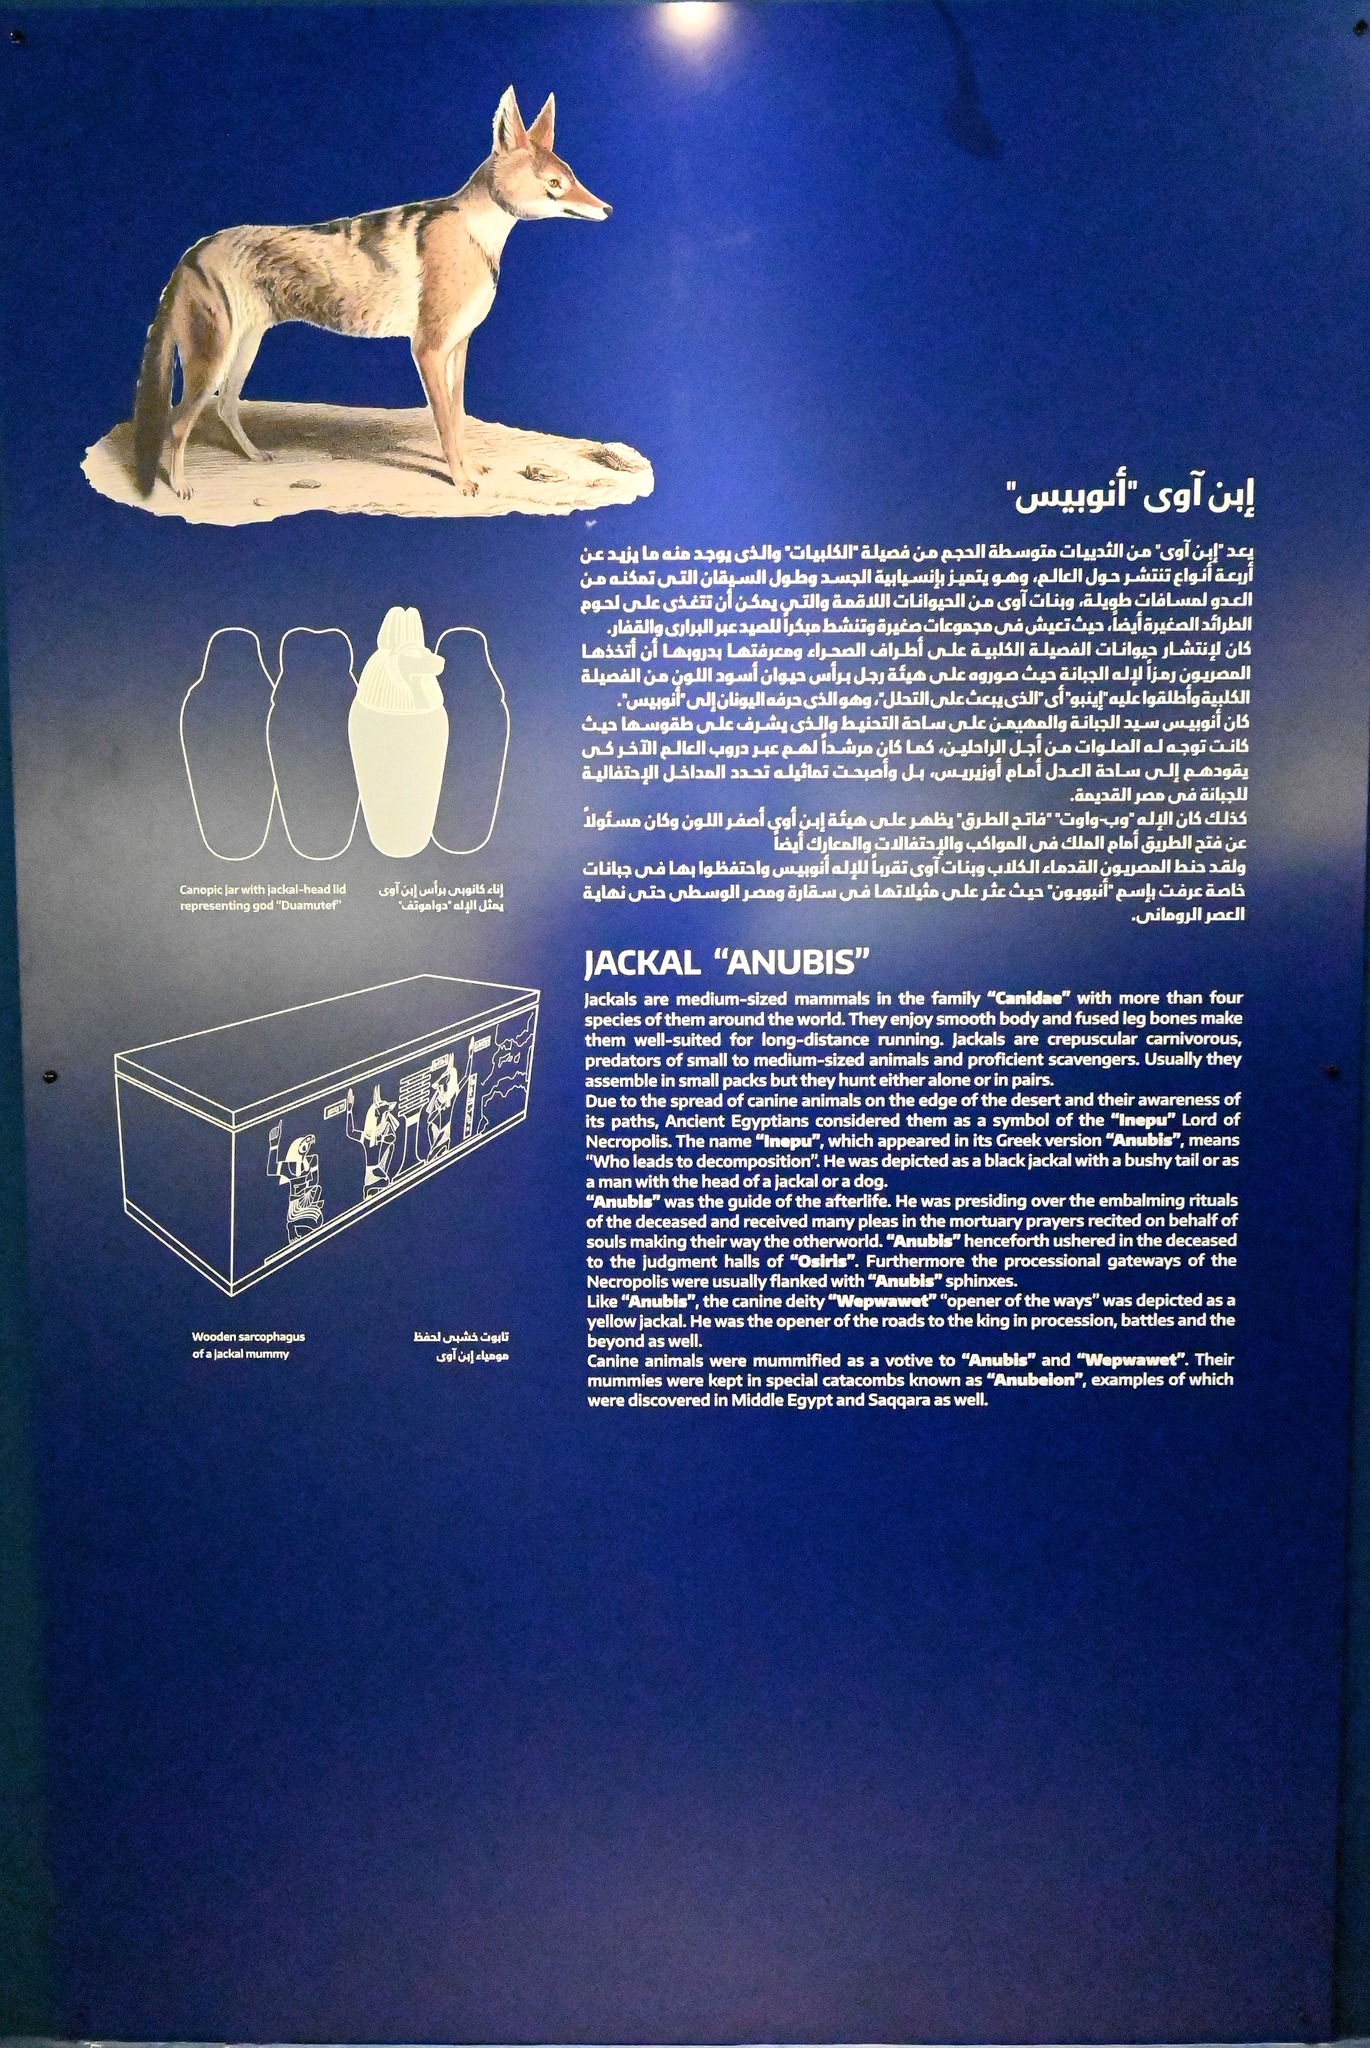 إبن آوى "أنوبيس"
يعد "إبن آوى" من الثدييات متوسطة الحجم من فصيلة "الكلبيات" والذى يوجد منه ما يزيد عن
أربعة أنواع تنتشر حول العالم، وهو يتميز بإنسيابية الجسد وطول السيقان التى تمكنه من
العدو لمسافات طويلة، وبنات آوى من الحيوانات اللاقمة والتي يمكن أن تتغذى على لحوم
الطرائد الصغيرة أيضاً، حيث تعيش فى مجموعات صغيرة وتنشط مبكراً للصيد عبر البرارى والقفار.
كان لإنتشار حيوانات الفصيلة الكلبية على أطراف الصحراء ومعرفتها بدروبها أن أتخذها
المصريون رمزاً لإله الجبانة حيث صوروه على هيئة رجل برأس حيوان أسود اللون من الفصيلة
الكلبية وأطلقوا عليه "إينبو" أى "الذى يبعث على التحلل"، وهو الذى حرفه اليونان إلى "أنوبيس".
كان أنوبيس سيد الجبانة والمهيمن على ساحة التحنيط والذى يشرف على طقوسها حيث
كانت توجه له الصلوات من أجل الراحلين، كما كان مرشداً لهم عبر دروب العالم الآخر كى
يقودهم إلى ساحة العدل أمام أوزيريس، بل وأصبحت تماثيله تحدد المداخل الإحتفالية
للجبانة فى مصر القديمة.
كذلك كان الإله "وب-واوت" "فاتح الطرق" يظهر على هيئة إبن أوى أصفر اللون وكان مسئولاً
عن فتح الطريق أمام الملك فى المواكب والإحتفالات والمعارك أيضاً
ولقد حنط المصريون القدماء الكلاب وبنات آوى تقرباً للإله أنوبيس واحتفظوا بها فى جبانات
خاصة عرفت بإسم "أنبويون" حيث عثر على مثيلاتها فى سقارة ومصر الوسطى حتى نهاية
العصر الرومانى.
Canopic jar with jackal-head lid
representing god "Duamutef"
إناء كانوبى برأس إبن آوى
يمثل الإله "دواموتف"
JACKAL “ANUBIS”
Jackals are medium-sized mammals in the family “Canidae” with more than four
species of them around the world. They enjoy smooth body and fused leg bones make
them well-suited for long-distance running. Jackals are crepuscular carnivorous,
predators of small to medium-sized animals and proficient scavengers. Usually they
assemble in small packs but they hunt either alone or in pairs.
Due to the spread of canine animals on the edge of the desert and their awareness of
its paths, Ancient Egyptians considered them as a symbol of the “Inepu” Lord of
Necropolis. The name “Inepu”, which appeared in its Greek version “Anubis”, means
“Who leads to decomposition”. He was depicted as a black jackal with a bushy tail or as
a man with the head of a jackal or a dog.
“Anubis” was the guide of the afterlife. He was presiding over the embalming rituals
of the deceased and received many pleas in the mortuary prayers recited on behalf of
souls making their way the otherworld. “Anubis” henceforth ushered in the deceased
to the judgment halls of “Osiris”. Furthermore the processional gateways of the
Necropolis were usually flanked with “Anubis” sphinxes.
Like “Anubis”, the canine deity “Wepwawet” “opener of the ways” was depicted as a
yellow jackal. He was the opener of the roads to the king in procession, battles and the
beyond as well.
Canine animals were mummified as a votive to “Anubis” and “Wepwawet”. Their
mummies were kept in special catacombs known as “Anubeion”, examples of which
were discovered in Middle Egypt and Saqqara as well.
Wooden sarcophagus
of a jackal mummy
تابوت خشبى لحفظ
مومياء إبن آوى